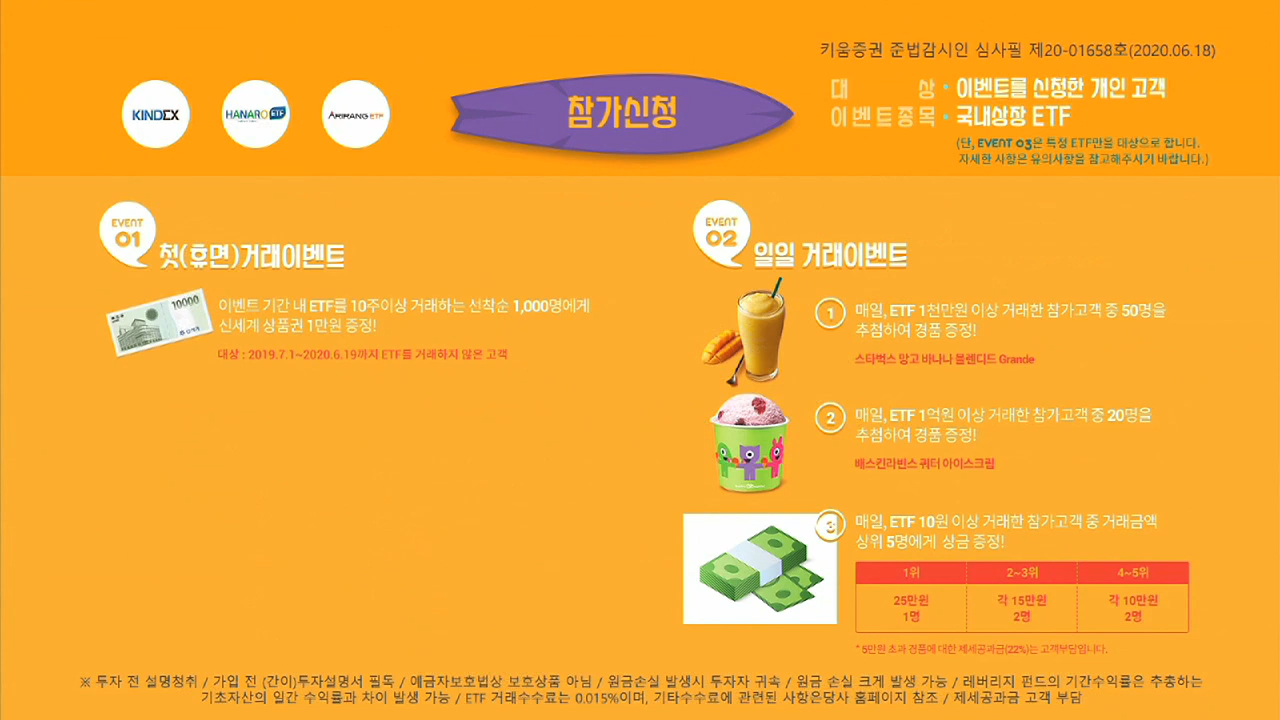 키움증권 준법감시인 심사필 제20-01658호(2020.06.18)
KINDEX
HANARO ETF
ARIRANG ETF
참가신청
대 상 · 이벤트를 신청한 개인 고객
이벤트종목 · 국내상장 ETF
(단, EVENT 03은 특정 ETF만을 대상으로 합니다.
자세한 사항은 유의사항을 참고해주시기 바랍니다.)
EVENT
01
첫(휴면)거래이벤트
10000
이벤트 기간 내 ETF를 10주이상 거래하는 선착순 1,000명에게
신세계 상품권 1만원 증정!
대상 : 2019.7.1~2020.6.19까지 ETF를 거래하지 않은 고객
EVENT
02
일일 거래이벤트
1
매일, ETF 1천만원 이상 거래한 참가고객 중 50명을
추첨하여 경품 증정!
스타벅스 망고 바나나 블렌디드 Grande
2
매일, ETF 1억원 이상 거래한 참가고객 중 20명을
추첨하여 경품 증정!
배스킨라빈스 쿼터 아이스크림
3
매일, ETF 10원 이상 거래한 참가고객 중 거래금액
상위 5명에게 상금 증정!
1위 2~3위 4~5위
25만원 각 15만원 각 10만원
1명 2명 2명
* 5만원 초과 경품에 대한 제세공과금(22%)는 고객부담입니다.
※ 투자 전 설명청취 / 가입 전 (간이)투자설명서 필독 / 예금자보호법상 보호상품 아님 / 원금손실 발생시 투자자 귀속 / 원금 손실 크게 발생 가능 / 레버리지 펀드의 기간수익률은 추종하는
기초자산의 일간 수익률과 차이 발생 가능 / ETF 거래수수료는 0.015%이며, 기타수수료에 관련된 사항은당사 홈페이지 참조 / 제세공과금 고객 부담